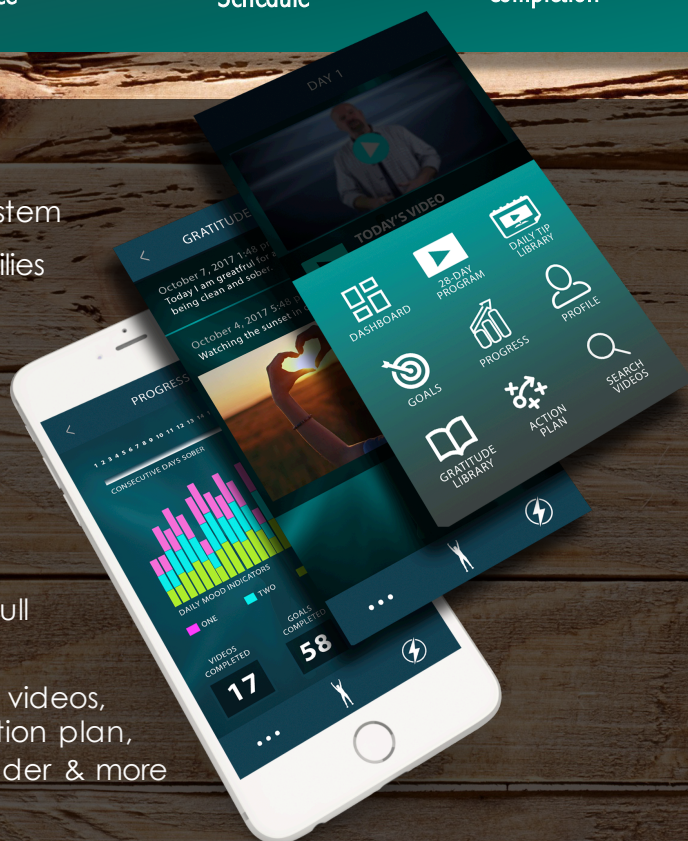 Schedule
completion
stem
ilies
ull
videos,
tion plan,
der & more
DAY 1
TODAY'S VIDEO
DASHBOARD
28-DAY
PROGRAM
DAILY TIP
LIBRARY
GOALS
PROGRESS
PROFILE
GRATITUDE
LIBRARY
ACTION
PLAN
SEARCH
VIDEOS
GRATITUDE
October 7, 2017 1:48 p
Today I am greatful for
being clean and sober.
October 4, 2017 5:48 p
Watching the sunset in
PROGRESS
1 2 3 4 5 6 7 8 9 10 11 12 13 14
CONSECUTIVE DAYS SOBER
DAILY MOOD INDICATORS
ONE
TWO
VIDEOS
COMPLETED
17
GOALS
COMPLETED
58